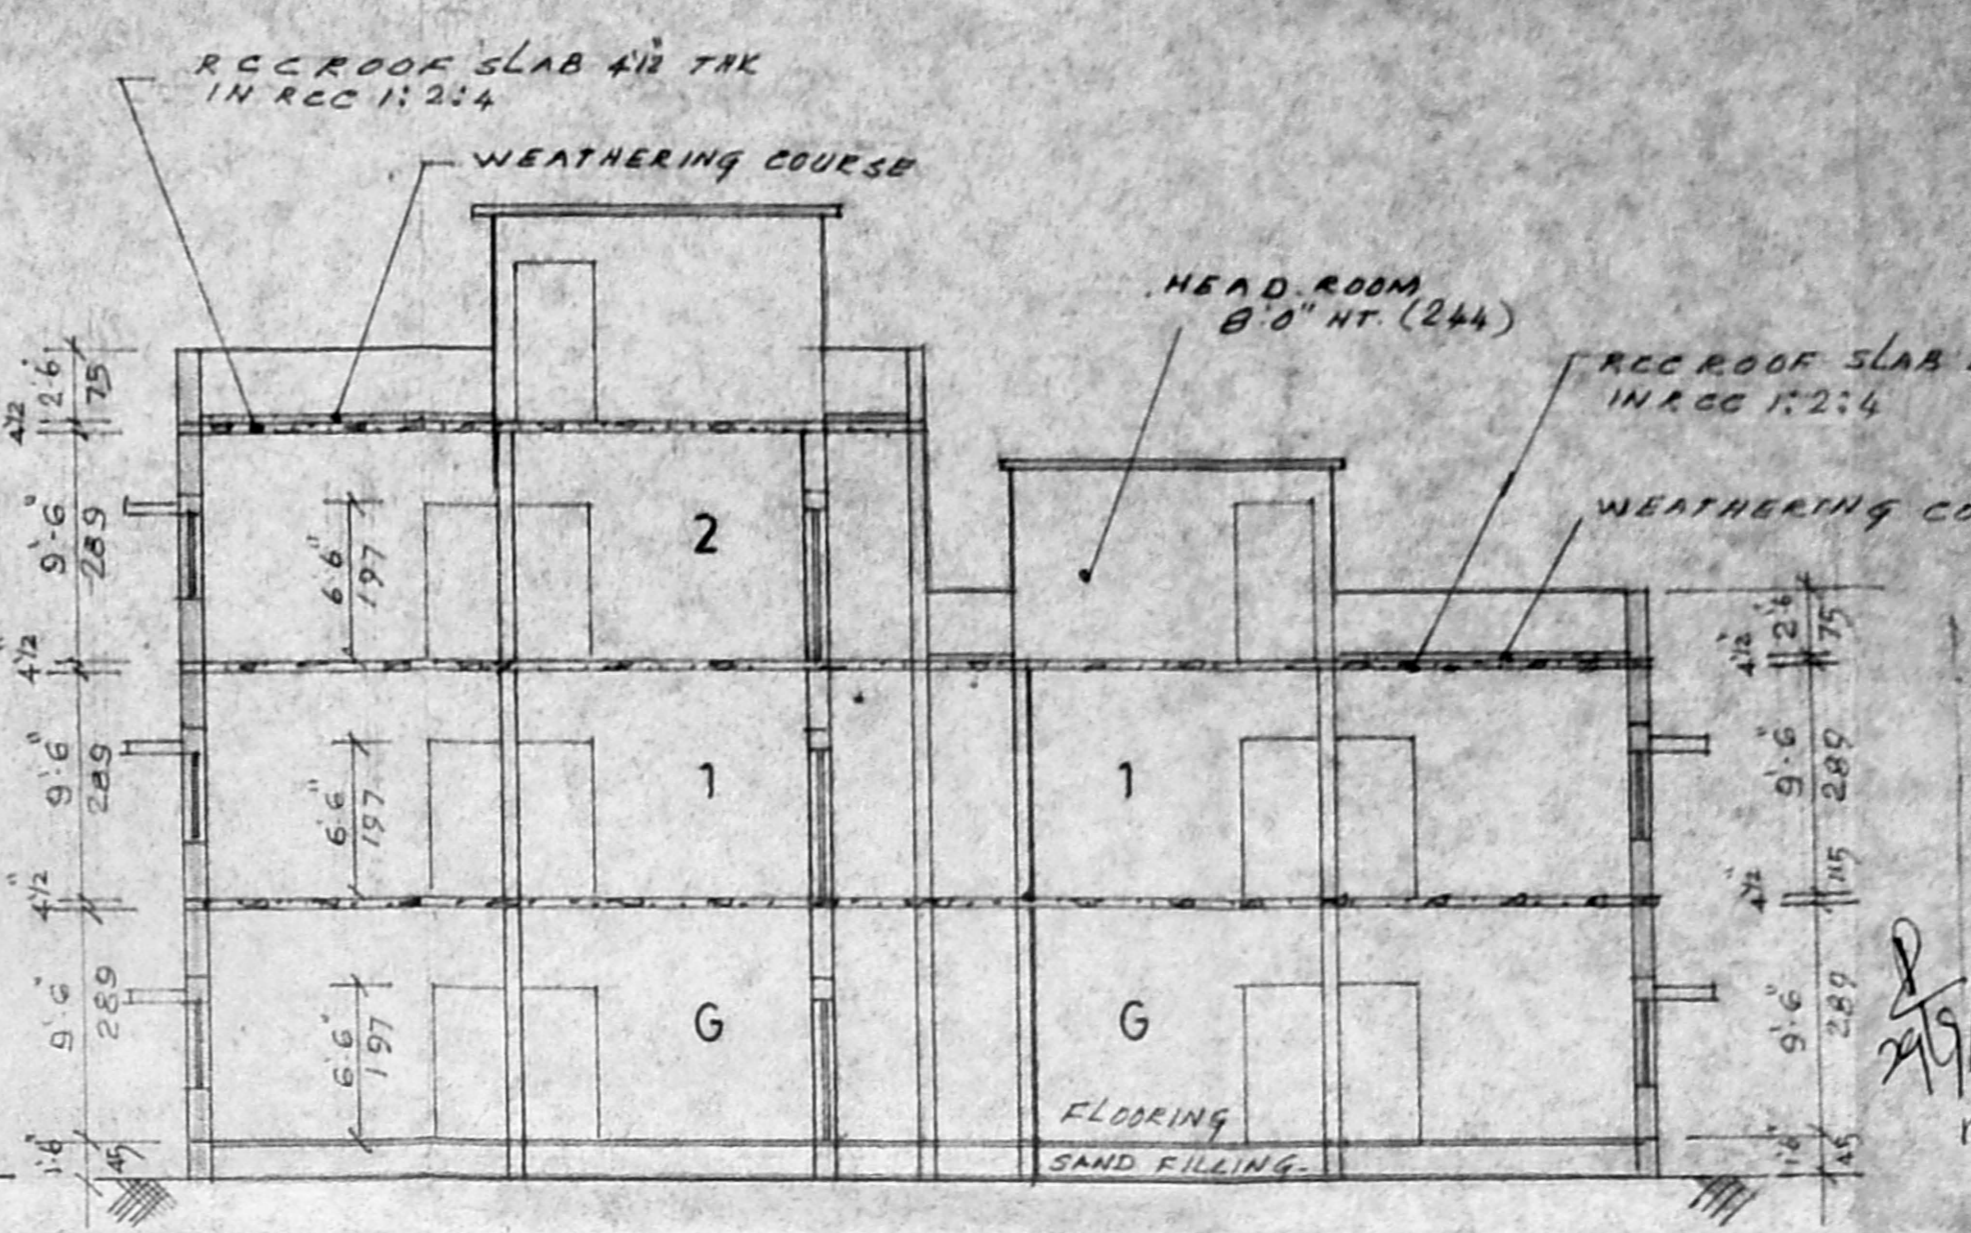 RCC ROOF SLAB 4½" THK
IN RCC 1:2:4
WEATHERING COURSE
HEAD ROOM
8'0" HT. (244)
RCC ROOF SLAB
IN RCC 1:2:4
WEATHERING CO
4½
2'6"
75
9'-6"
289
6'6"
197
2
4½"
2'6"
75
4½"
9'-6"
289
6'6"
197
1
1
9'-6"
289
4½"
4½"
115
9'-6"
289
6'6"
197
G
G
9'-6"
289
FLOORING
1'6"
45
SAND FILLING
1'6"
45